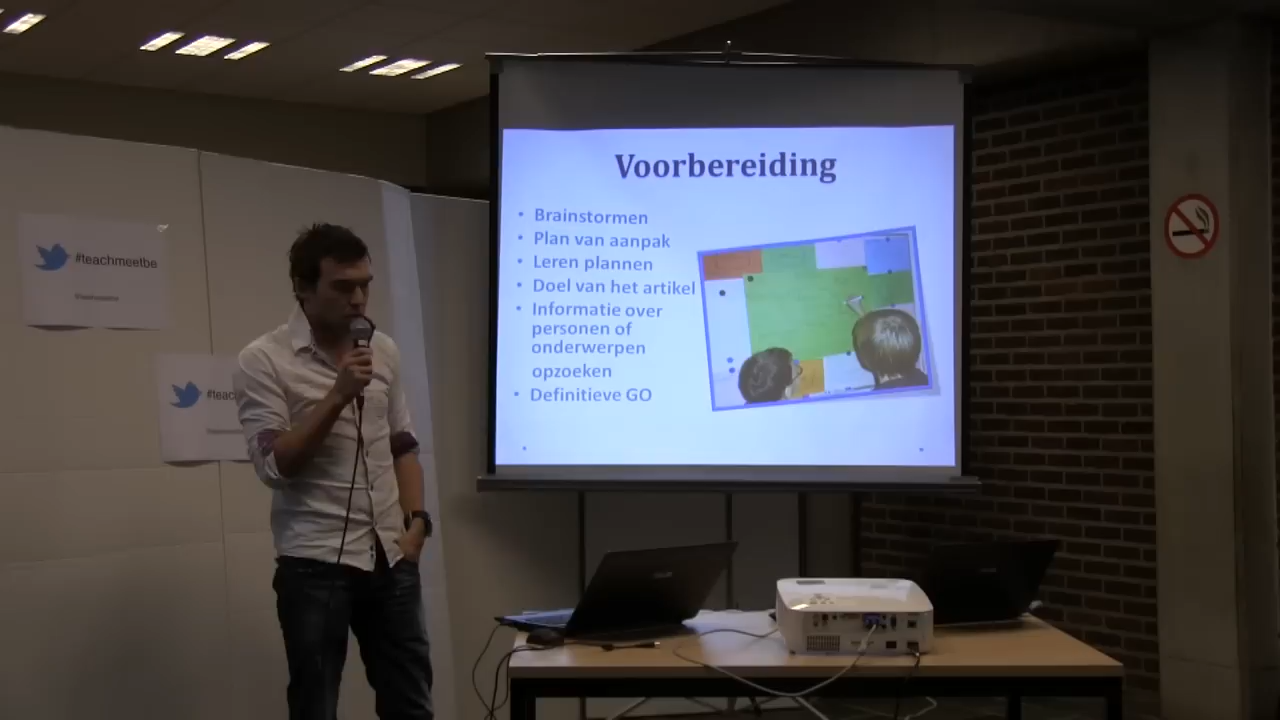 Voorbereiding
• Brainstormen
• Plan van aanpak
• Leren plannen
• Doel van het artikel
• Informatie over
personen of
onderwerpen
opzoeken
• Definitieve GO
#teachmeetbe
#teac